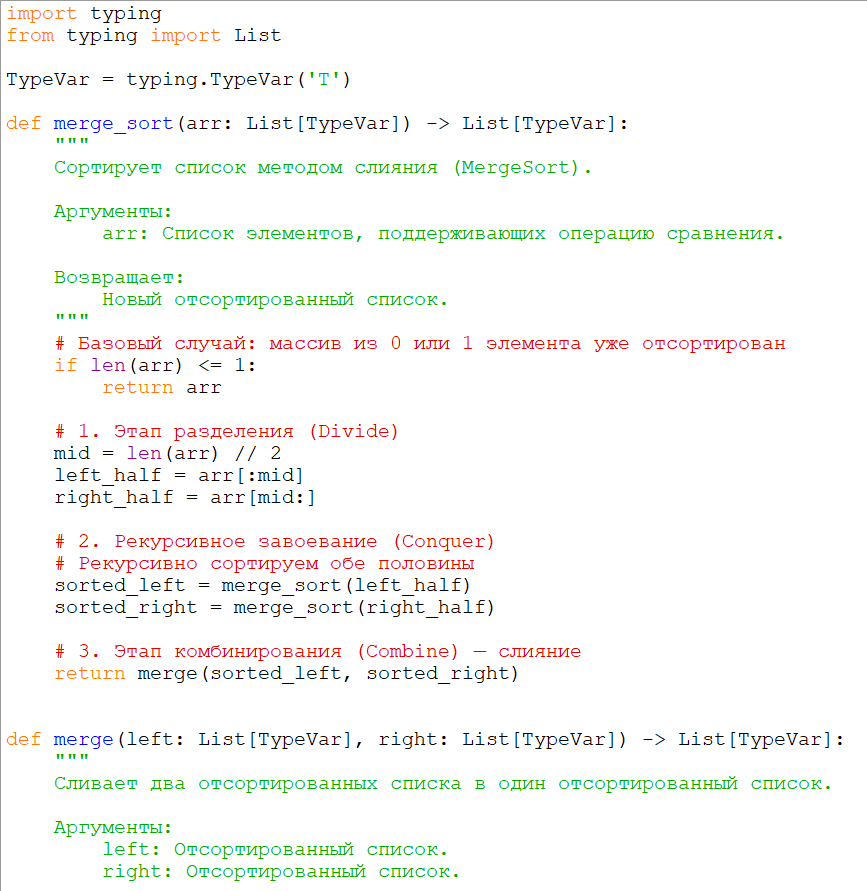 import typing
from typing import List

TypeVar = typing.TypeVar('T')

def merge_sort(arr: List[TypeVar]) -> List[TypeVar]:
    """
    Сортирует список методом слияния (MergeSort).

    Аргументы:
        arr: Список элементов, поддерживающих операцию сравнения.

    Возвращает:
        Новый отсортированный список.
    """
    # Базовый случай: массив из 0 или 1 элемента уже отсортирован
    if len(arr) <= 1:
        return arr

    # 1. Этап разделения (Divide)
    mid = len(arr) // 2
    left_half = arr[:mid]
    right_half = arr[mid:]

    # 2. Рекурсивное завоевание (Conquer)
    # Рекурсивно сортируем обе половины
    sorted_left = merge_sort(left_half)
    sorted_right = merge_sort(right_half)

    # 3. Этап комбинирования (Combine) — слияние
    return merge(sorted_left, sorted_right)


def merge(left: List[TypeVar], right: List[TypeVar]) -> List[TypeVar]:
    """
    Сливает два отсортированных списка в один отсортированный список.

    Аргументы:
        left: Отсортированный список.
        right: Отсортированный список.